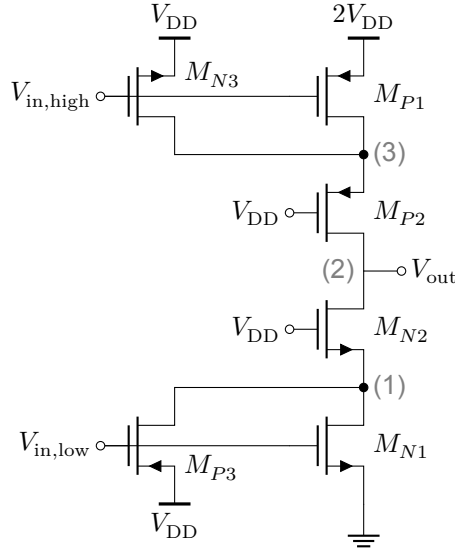 V_DD 2V_DD
M_N3
V_in,high
M_P1
(3)
V_DD
M_P2
(2)
V_out
V_DD
M_N2
(1)
V_in,low
M_P3
M_N1
V_DD